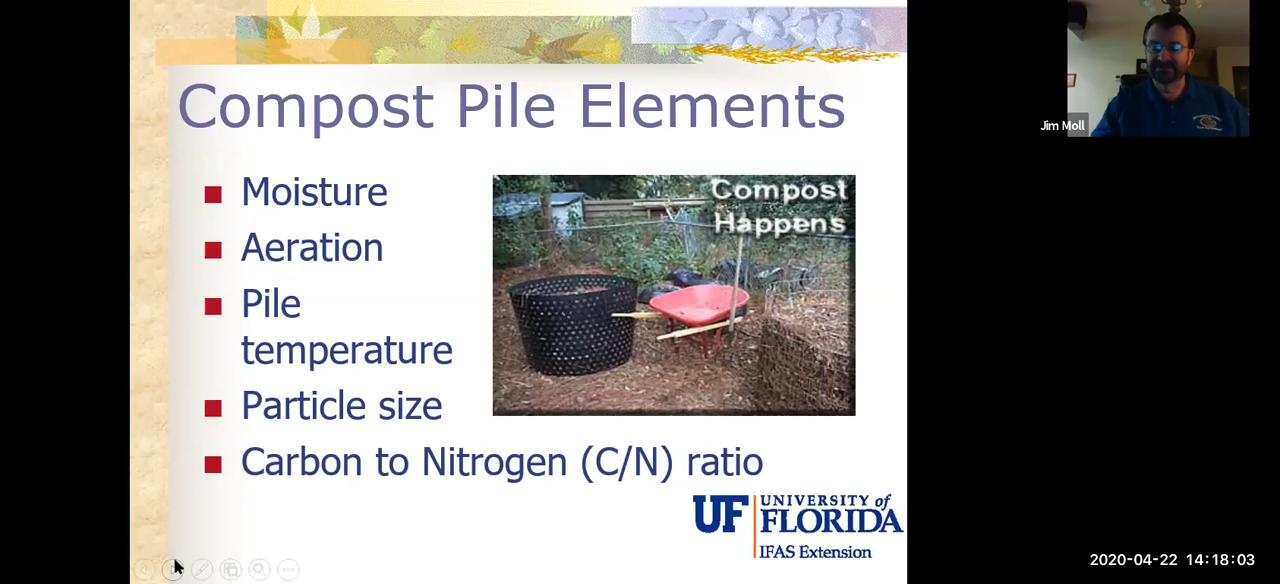 Compost Pile Elements
Moisture
Aeration
Pile
temperature
Particle size
Carbon to Nitrogen (C/N) ratio
Compost
Happens
UF UNIVERSITY of
FLORIDA
IFAS Extension
Jim Moll
2020-04-22 14:18:03